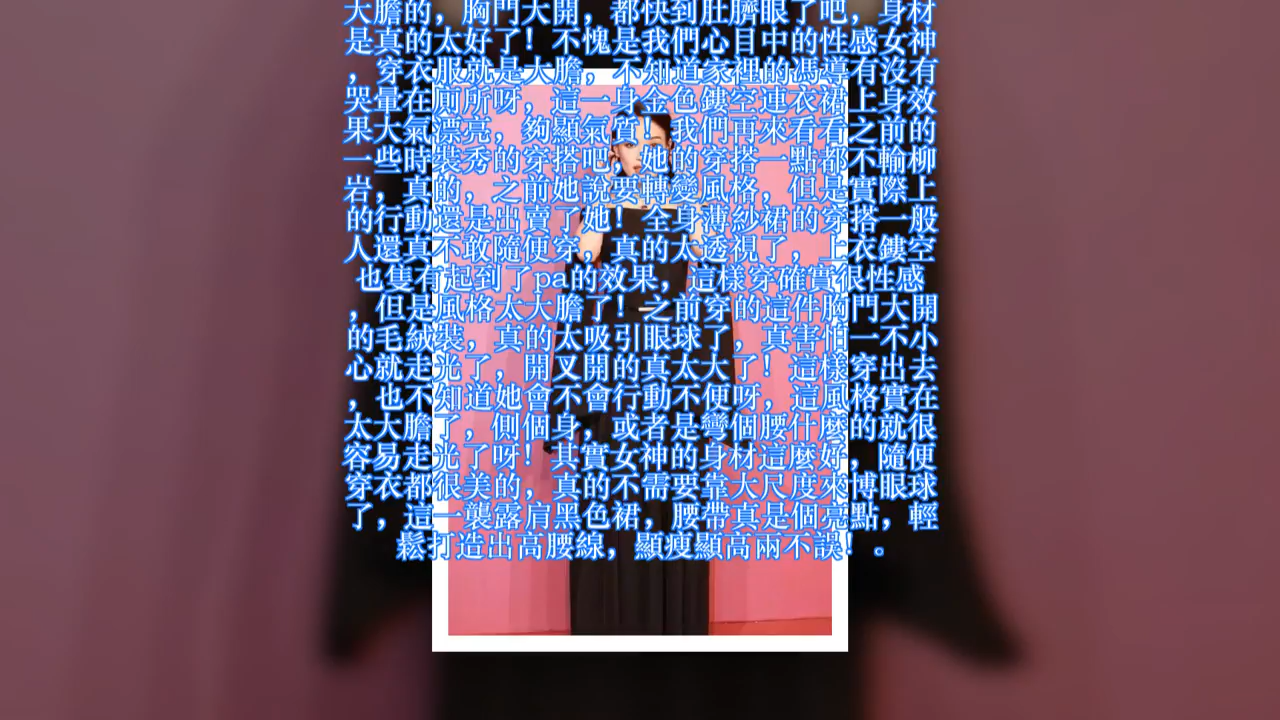 大膽的，胸門大開，都快到肚臍眼了吧，身材
是真的太好了！不愧是我們心目中的性感女神
，穿衣服就是大膽，不知道家裡的馮導有沒有
哭暈在廁所呀，這一身金色鏤空連衣裙上身效
果大氣漂亮，夠顯氣質！我們再來看看之前的
一些時裝秀的穿搭吧，她的穿搭一點都不輸柳
岩，真的，之前她說要轉變風格，但是實際上
的行動還是出賣了她！全身薄紗裙的穿搭一般
人還真不敢隨便穿，真的太透視了，上衣鏤空
也隻有起到了pa的效果，這樣穿確實很性感
，但是風格太大膽了！之前穿的這件胸門大開
的毛絨裝，真的太吸引眼球了，真害怕一不小
心就走光了，開叉開的真太大了！這樣穿出去
，也不知道她會不會行動不便呀，這風格實在
太大膽了，側個身，或者是彎個腰什麼的就很
容易走光了呀！其實女神的身材這麼好，隨便
穿衣都很美的，真的不需要靠大尺度來博眼球
了，這一襲露肩黑色裙，腰帶真是個亮點，輕
鬆打造出高腰線，顯瘦顯高兩不誤！。